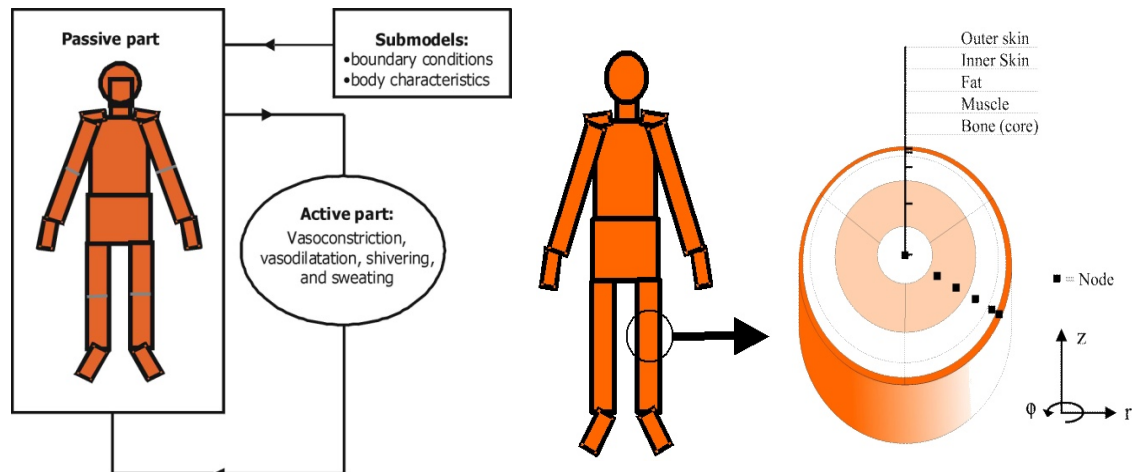 Passive part
Submodels:
•boundary conditions
•body characteristics
Active part:
Vasoconstriction,
vasodilatation, shivering,
and sweating
Outer skin
Inner Skin
Fat
Muscle
Bone (core)
Node
z
φ
r